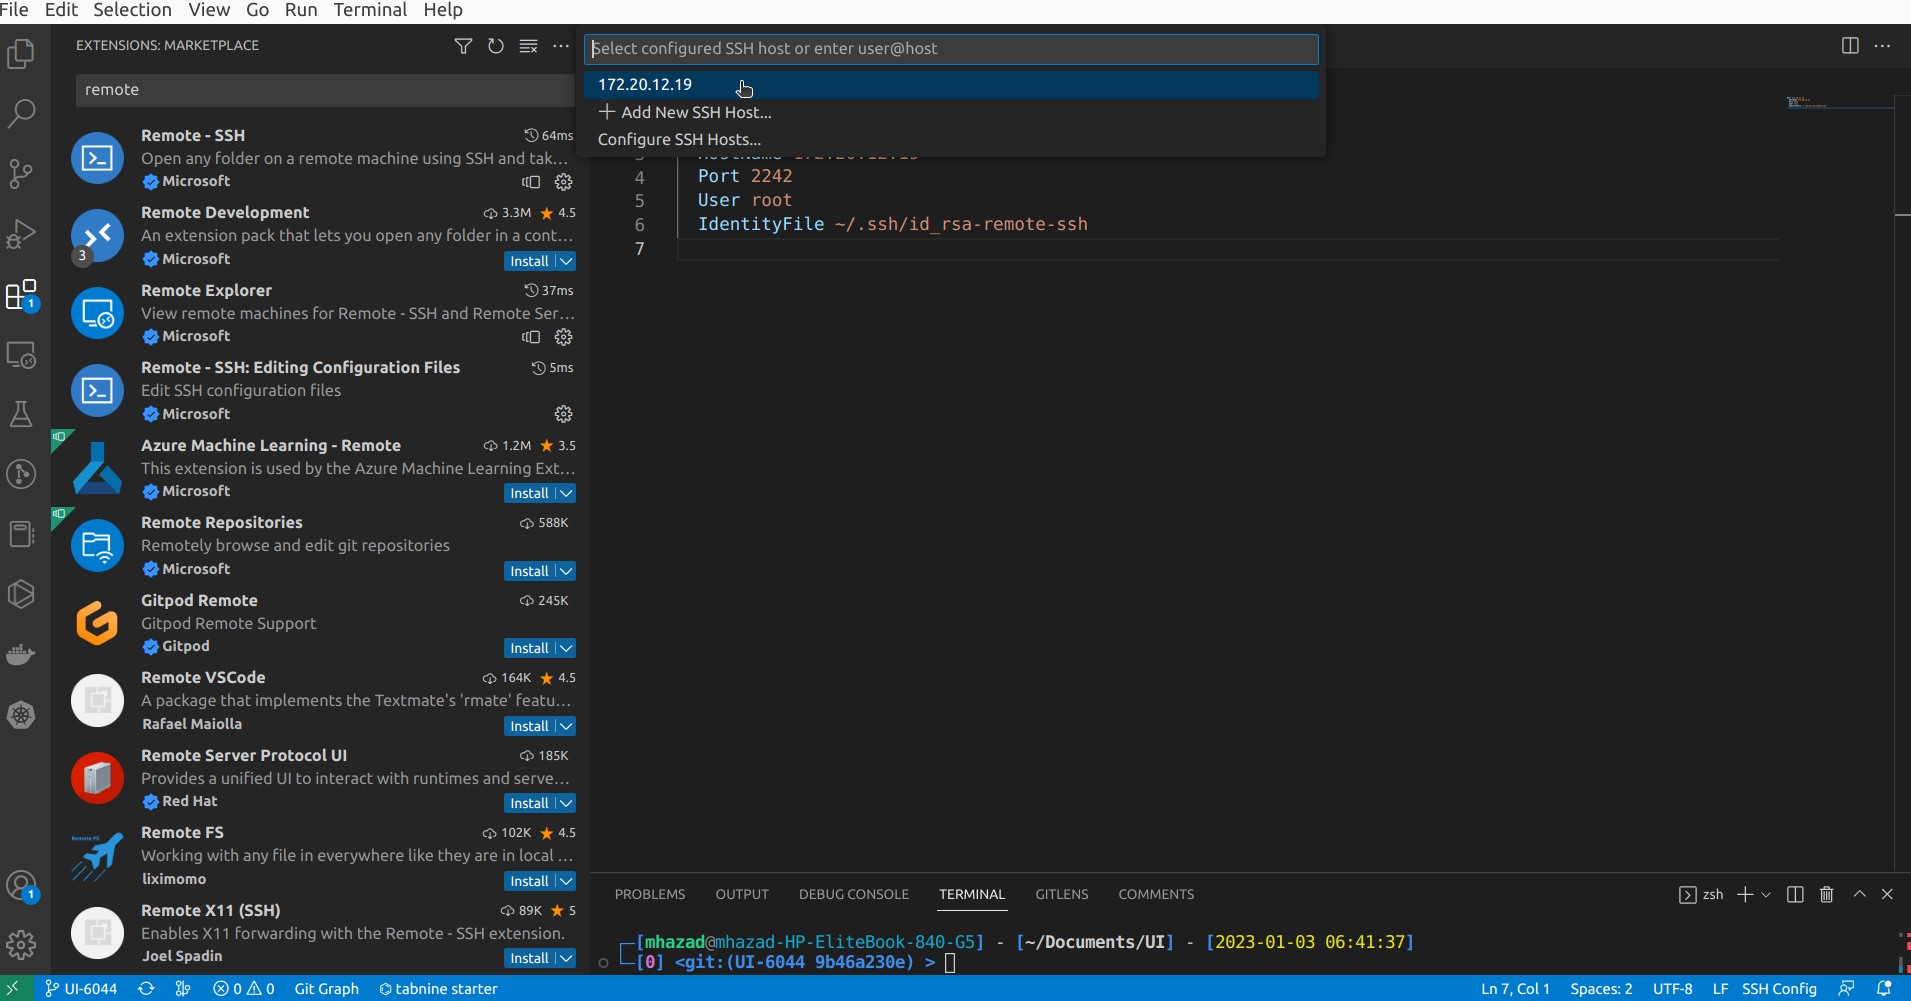 File Edit Selection View Go Run Terminal Help
EXTENSIONS: MARKETPLACE
remote
Remote - SSH 64ms
Open any folder on a remote machine using SSH and tak...
Microsoft
Remote Development 3.3M 4.5
An extension pack that lets you open any folder in a cont...
3
Microsoft Install
Remote Explorer 37ms
View remote machines for Remote - SSH and Remote Ser...
Microsoft
Remote - SSH: Editing Configuration Files 5ms
Edit SSH configuration files
Microsoft
Azure Machine Learning - Remote 1.2M 3.5
This extension is used by the Azure Machine Learning Ext...
Microsoft Install
Remote Repositories 588K
Remotely browse and edit git repositories
Microsoft Install
Gitpod Remote 245K
Gitpod Remote Support
Gitpod Install
Remote VSCode 164K 4.5
A package that implements the Textmate's 'rmate' featu...
Rafael Maiolla Install
Remote Server Protocol UI 185K
Provides a unified UI to interact with runtimes and serve...
Red Hat Install
Remote FS 102K 4.5
Working with any file in everywhere like they are in local ...
liximomo Install
Remote X11 (SSH) 89K 5
Enables X11 forwarding with the Remote - SSH extension.
Joel Spadin Install
1
1
Select configured SSH host or enter user@host
172.20.12.19
+ Add New SSH Host...
Configure SSH Hosts...
3 HostName 172.20.12.19
4 Port 2242
5 User root
6 IdentityFile ~/.ssh/id_rsa-remote-ssh
7
PROBLEMS OUTPUT DEBUG CONSOLE TERMINAL GITLENS COMMENTS
zsh
[mhazad@mhazad-HP-EliteBook-840-G5] - [~/Documents/UI] - [2023-01-03 06:41:37]
[0] <git:(UI-6044 9b46a230e) >
UI-6044 0 0 Git Graph tabnine starter
Ln 7, Col 1 Spaces: 2 UTF-8 LF SSH Config